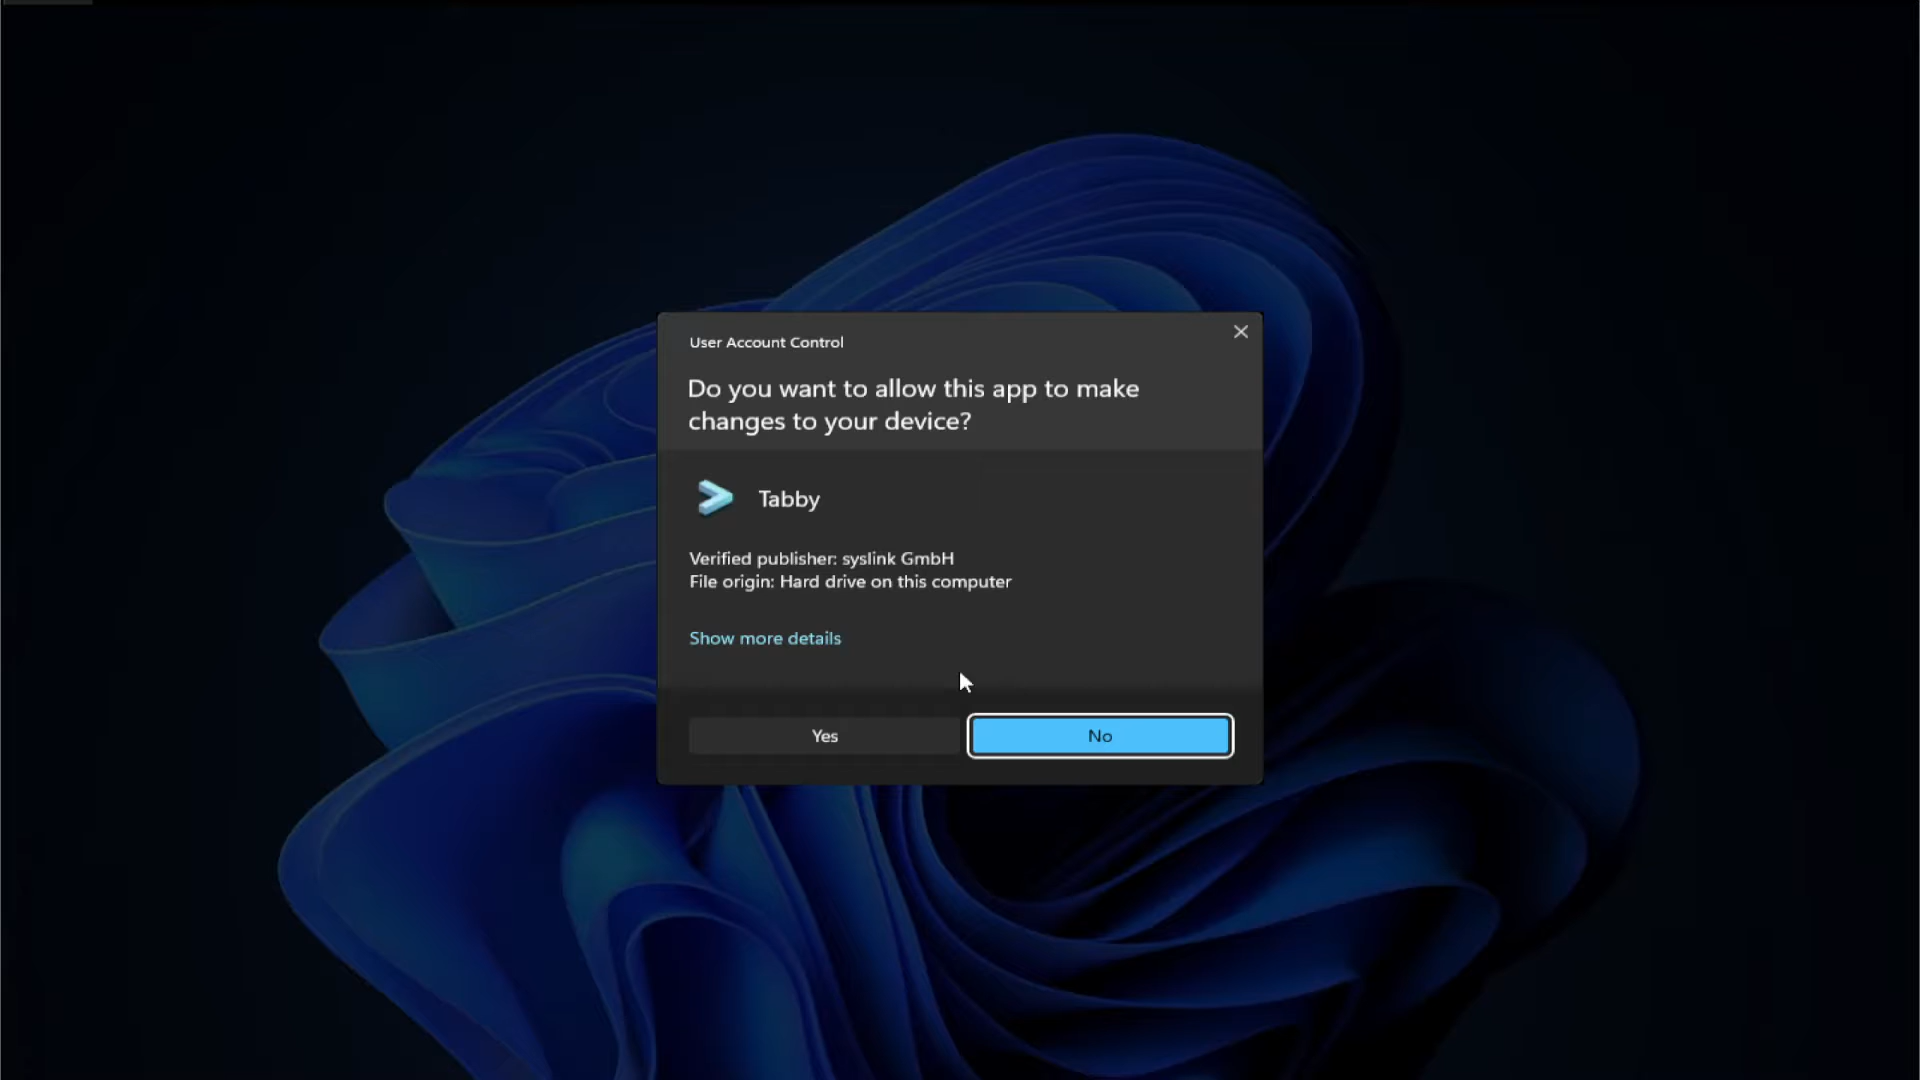 User Account Control
Do you want to allow this app to make
changes to your device?
Tabby
Verified publisher: syslink GmbH
File origin: Hard drive on this computer
Show more details
Yes
No